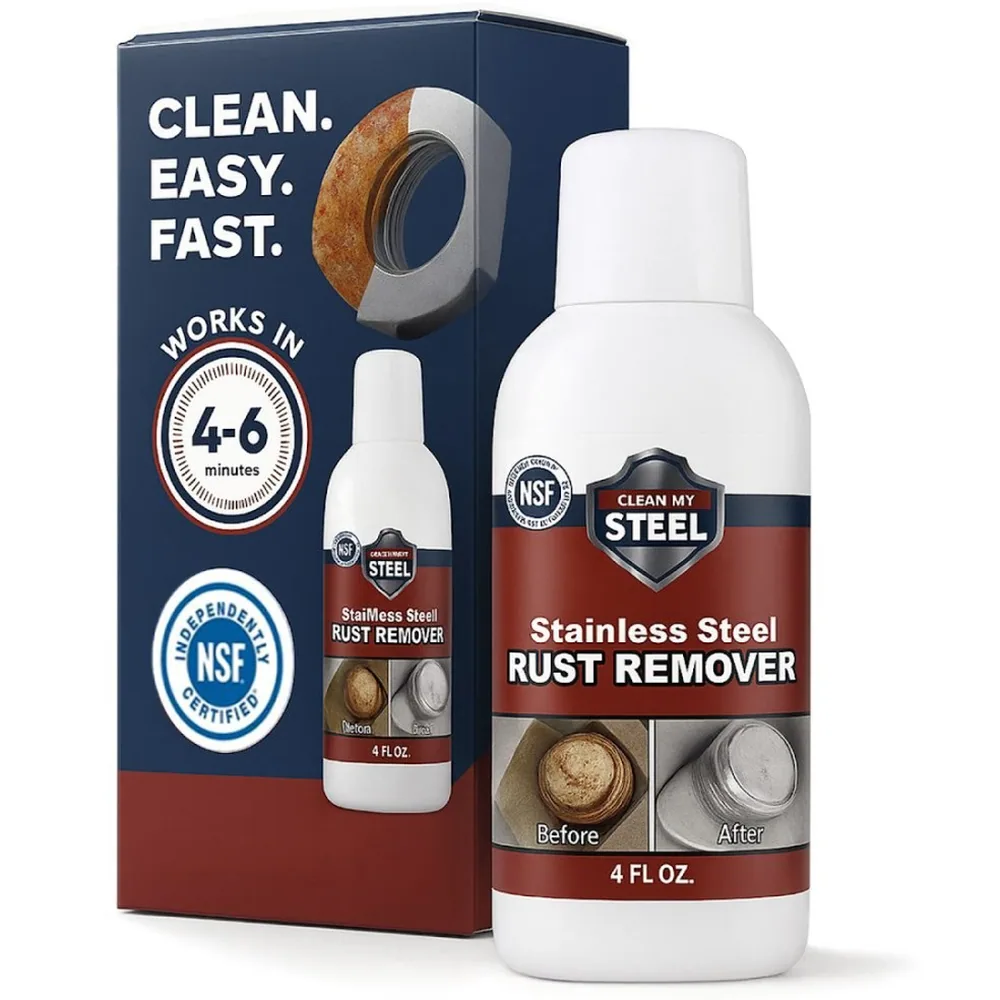 CLEAN.
EASY.
FAST.
WORKS IN
4-6
minutes
INDEPENDENTLY
NSF
CERTIFIED
NSF
STEEL
StaiMess Steell
RUST REMOVER
4 FL OZ.
NSF
CLEAN MY
STEEL
Stainless Steel
RUST REMOVER
Before
After
4 FL OZ.